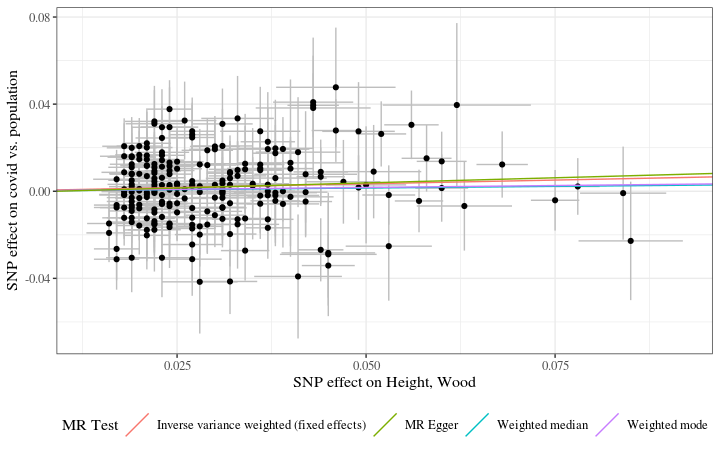 SNP effect on covid vs. population
0.08
0.04
0.00
-0.04
0.025
0.050
0.075
SNP effect on Height, Wood
MR Test
Inverse variance weighted (fixed effects)
MR Egger
Weighted median
Weighted mode